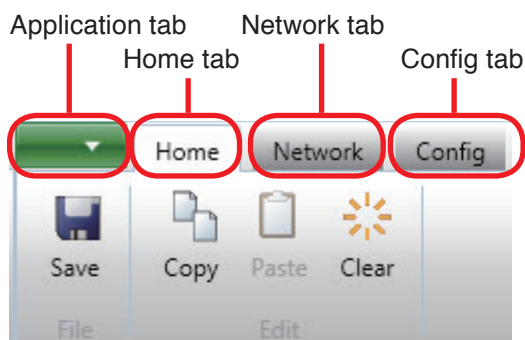 Application tab Network tab
Home tab Config tab
Home Network Config
Save Copy Paste Clear
File Edit